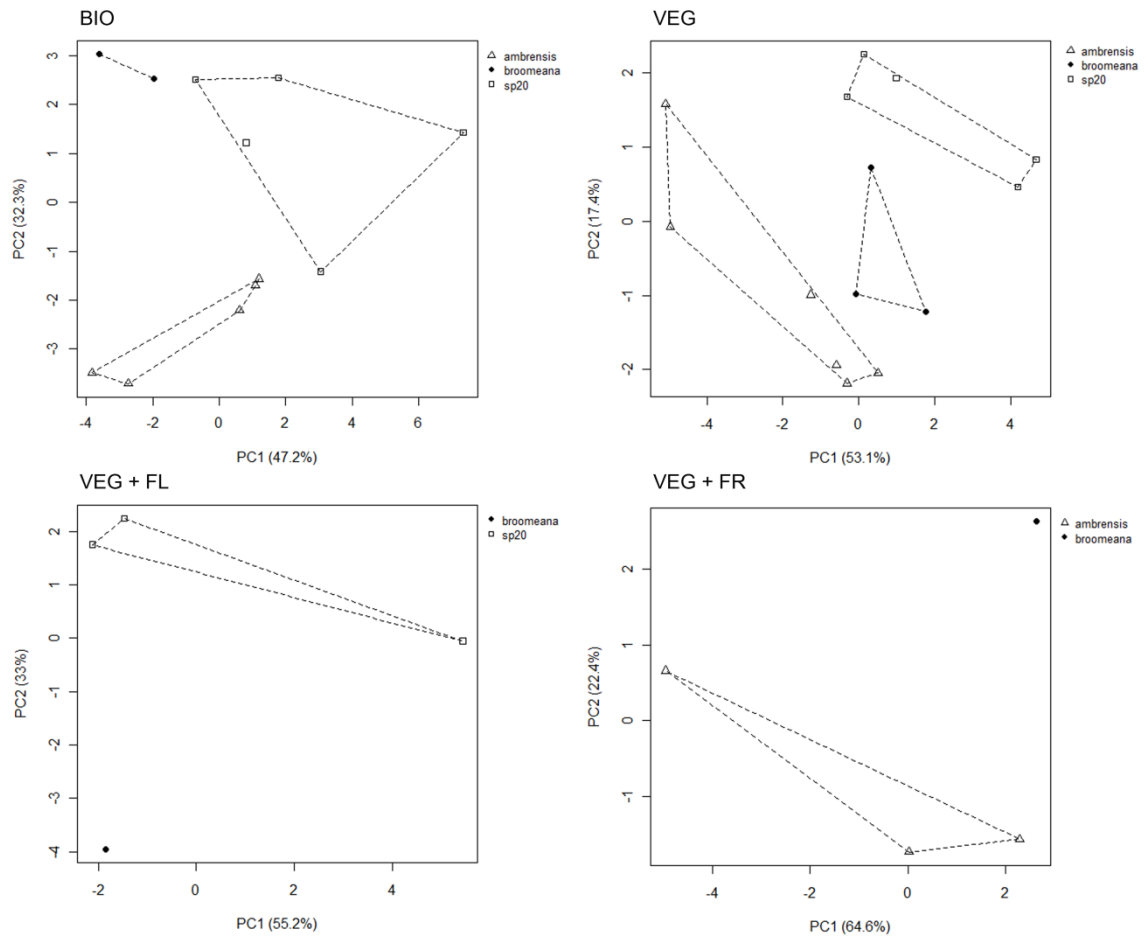 BIO
3
2
1
0
-1
-2
-3
PC2 (32.3%)
-4
-2
0
2
4
6
PC1 (47.2%)
ambrensis
broomeana
sp20
VEG
2
1
0
-1
-2
PC2 (17.4%)
-4
-2
0
2
4
PC1 (53.1%)
ambrensis
broomeana
sp20
VEG + FL
2
1
0
-1
-2
-3
-4
PC2 (33%)
-2
0
2
4
PC1 (55.2%)
broomeana
sp20
VEG + FR
2
1
0
-1
PC2 (22.4%)
-4
-2
0
2
PC1 (64.6%)
ambrensis
broomeana